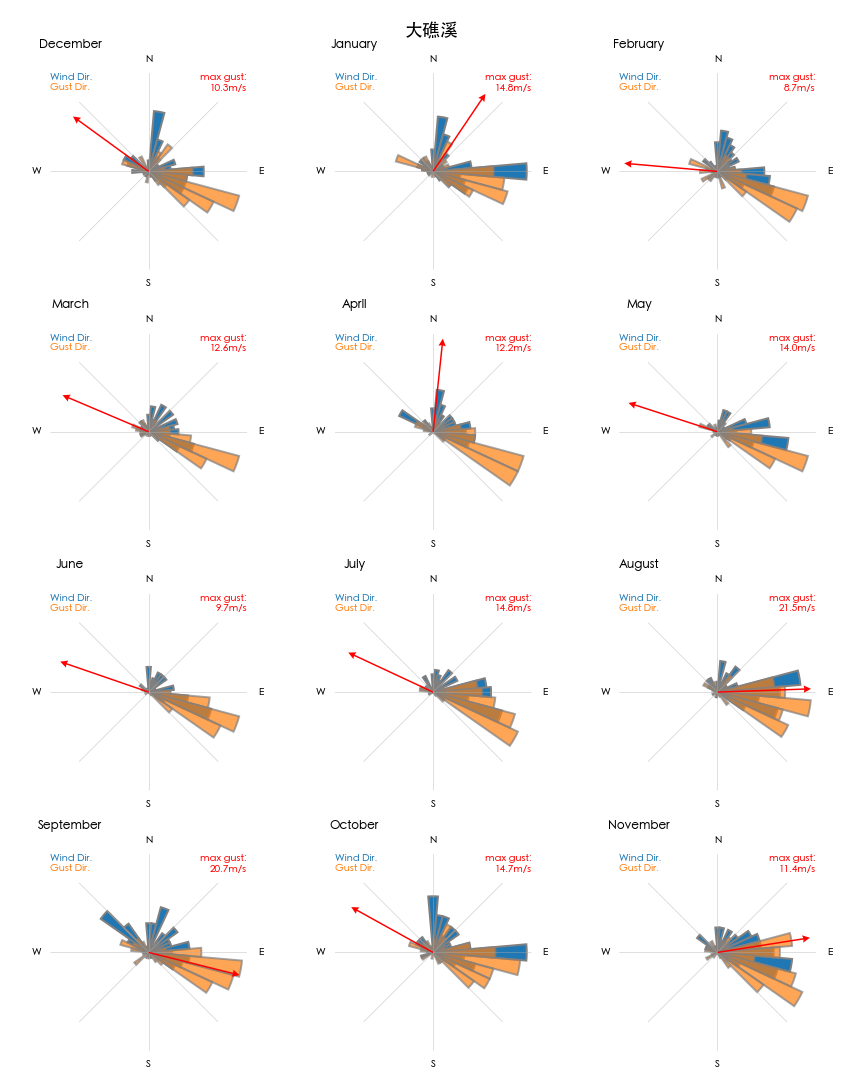 大礁溪
December
January
February
N
N
N
Wind Dir.
Gust Dir.
max gust:
10.3m/s
Wind Dir.
Gust Dir.
max gust:
14.8m/s
Wind Dir.
Gust Dir.
max gust:
8.7m/s
W
E
W
E
W
E
S
S
S
March
April
May
N
N
N
Wind Dir.
Gust Dir.
max gust:
12.6m/s
Wind Dir.
Gust Dir.
max gust:
12.2m/s
Wind Dir.
Gust Dir.
max gust:
14.0m/s
W
E
W
E
W
E
S
S
S
June
July
August
N
N
N
Wind Dir.
Gust Dir.
max gust:
9.7m/s
Wind Dir.
Gust Dir.
max gust:
14.8m/s
Wind Dir.
Gust Dir.
max gust:
21.5m/s
W
E
W
E
W
E
S
S
S
September
October
November
N
N
N
Wind Dir.
Gust Dir.
max gust:
20.7m/s
Wind Dir.
Gust Dir.
max gust:
14.7m/s
Wind Dir.
Gust Dir.
max gust:
11.4m/s
W
E
W
E
W
E
S
S
S